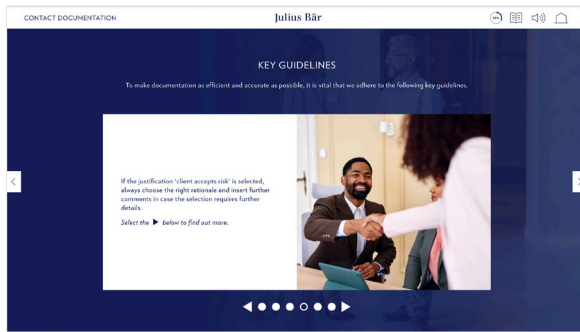 CONTACT DOCUMENTATION
Julius Bär
KEY GUIDELINES
To make documentation as efficient and accurate as possible, it is vital that we adhere to the following key guidelines.
If the justification 'client accepts risk' is selected,
always choose the right rationale and insert further
comments in case the selection requires further
details.
Select the ▶ below to find out more.